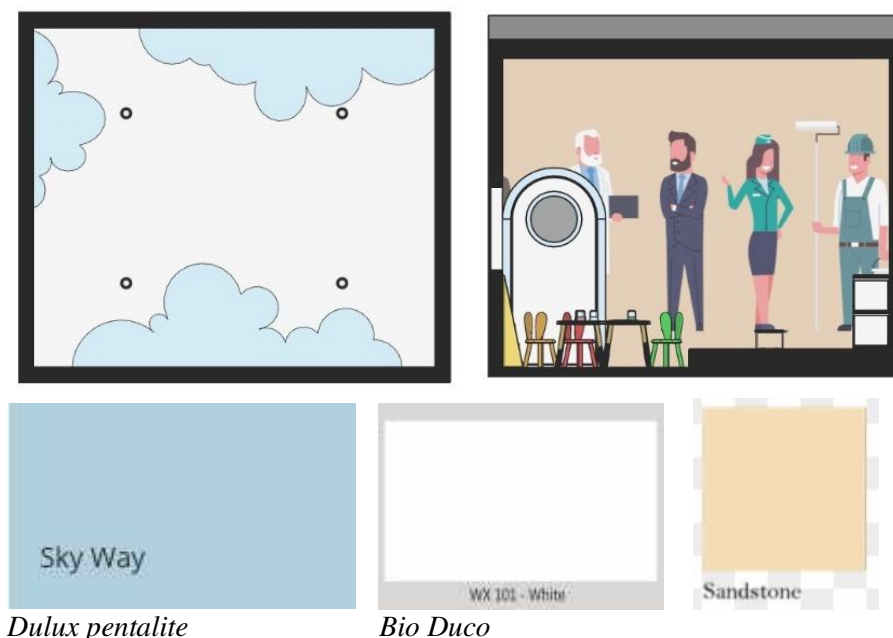 Sky Way
WX 101 - White
Sandstone
Dulux pentalite
Bio Duco